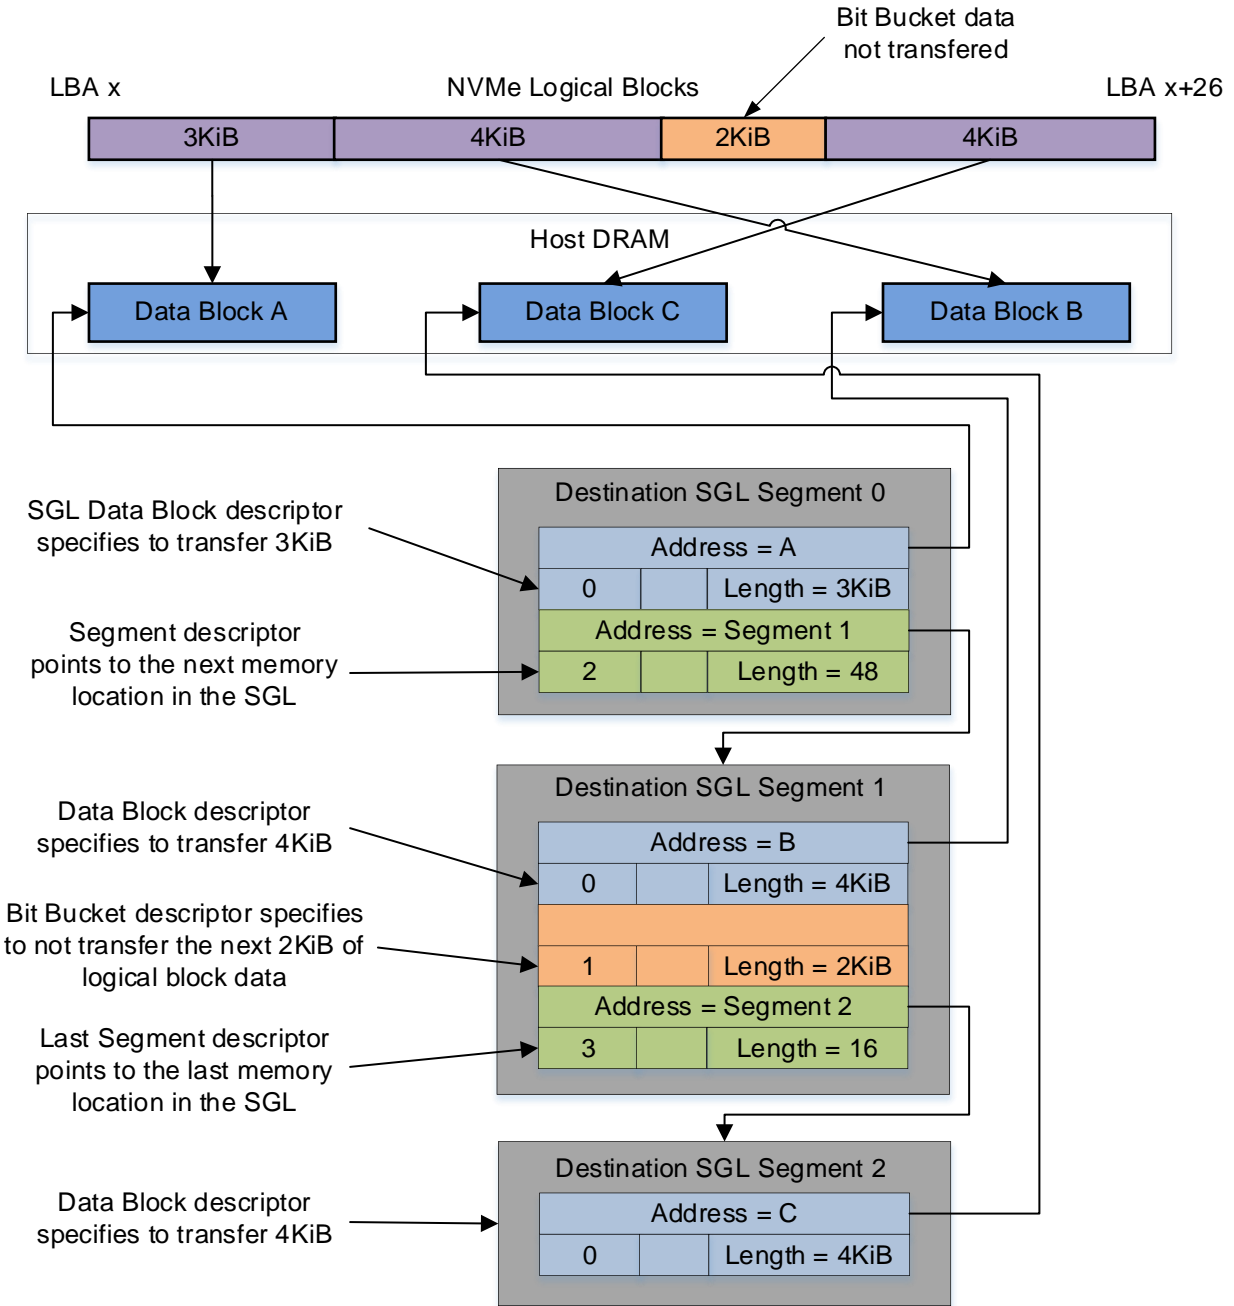 Bit Bucket data
not transfered
LBA x
NVMe Logical Blocks
LBA x+26
3KiB
4KiB
2KiB
4KiB
Host DRAM
Data Block A
Data Block C
Data Block B
Destination SGL Segment 0
SGL Data Block descriptor
specifies to transfer 3KiB
Address = A
0
Length = 3KiB
Segment descriptor
points to the next memory
location in the SGL
Address = Segment 1
2
Length = 48
Destination SGL Segment 1
Data Block descriptor
specifies to transfer 4KiB
Address = B
0
Length = 4KiB
Bit Bucket descriptor specifies
to not transfer the next 2KiB of
logical block data
1
Length = 2KiB
Address = Segment 2
Last Segment descriptor
points to the last memory
location in the SGL
3
Length = 16
Destination SGL Segment 2
Data Block descriptor
specifies to transfer 4KiB
Address = C
0
Length = 4KiB